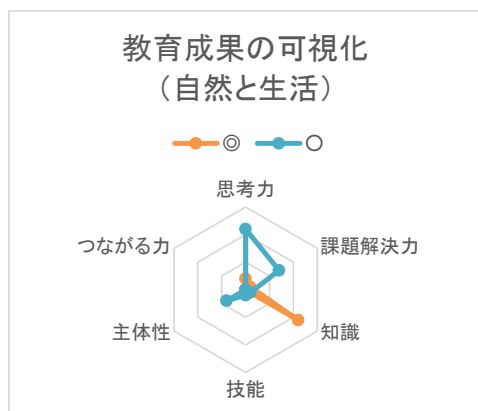 教育成果の可視化
（自然と生活）
◎ ○
思考力
つながる力 課題解決力
主体性 知識
技能